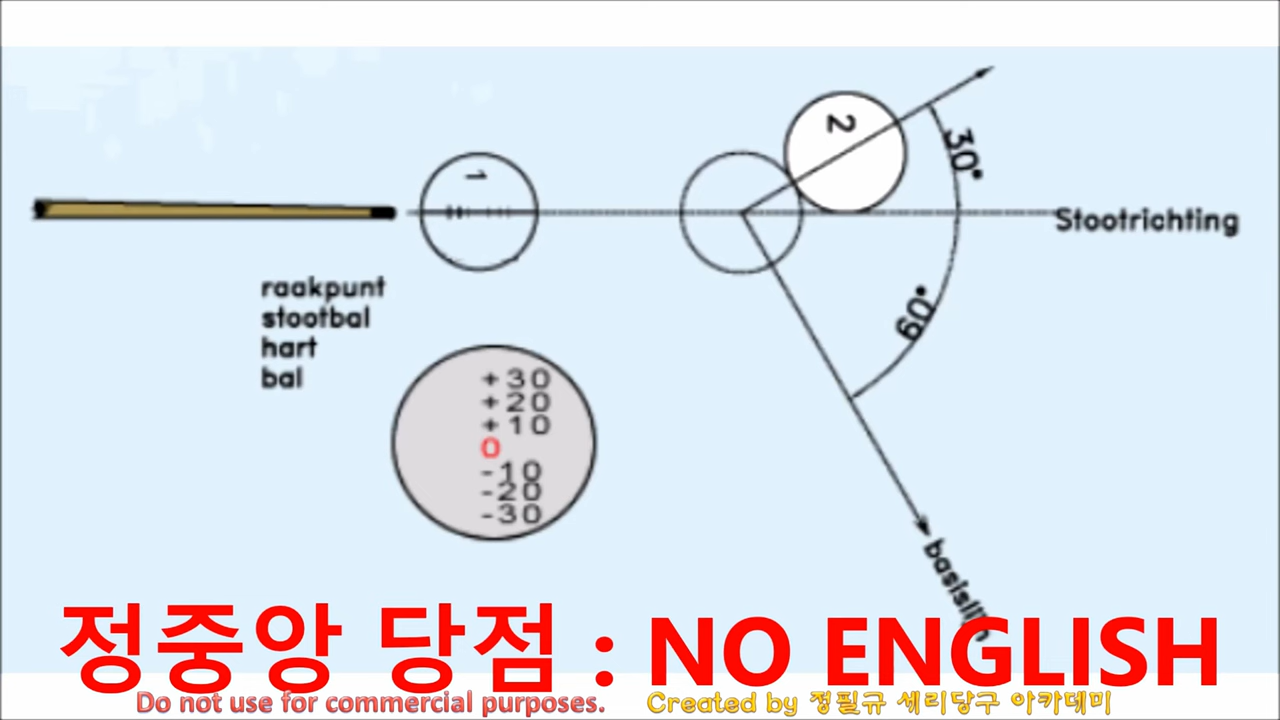 1
2
30°
Stootrichting
60°
raakpunt
stootbal
hart
bal
+30
+20
+10
0
-10
-20
-30
정중앙 당점 : NO ENGLISH
Do not use for commercial purposes. Created by 정필규 세리당구 아카데미